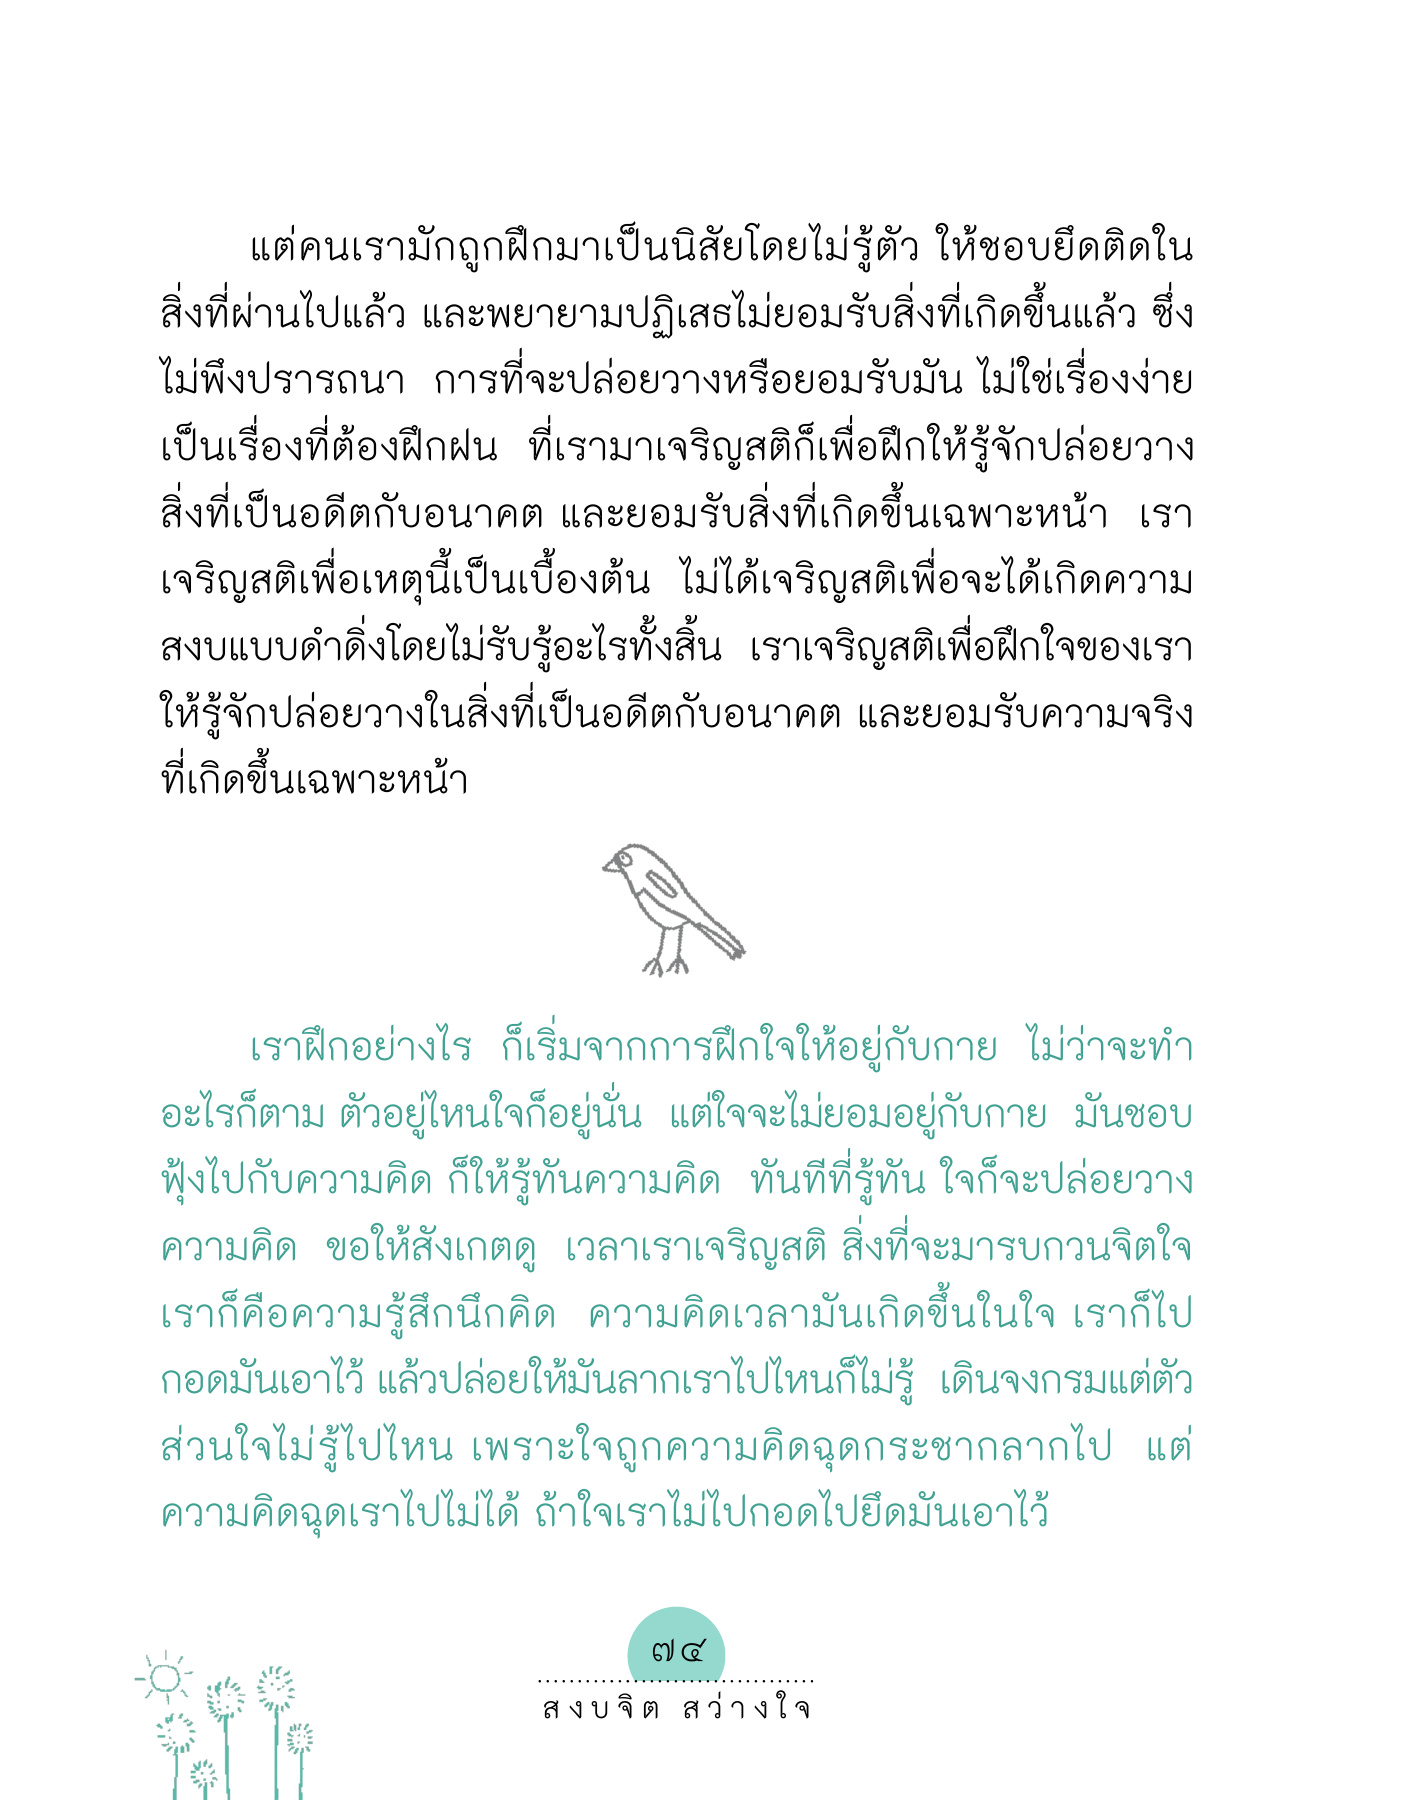 แต่คนเรามักถูกฝึกมาเป็นนิสัยโดยไม่รู้ตัว ให้ชอบยึดติดใน
สิ่งที่ผ่านไปแล้ว และพยายามปฏิเสธไม่ยอมรับสิ่งที่เกิดขึ้นแล้ว ซึ่ง
ไม่พึงปรารถนา การที่จะปล่อยวางหรือยอมรับมัน ไม่ใช่เรื่องง่าย
เป็นเรื่องที่ต้องฝึกฝน ที่เรามาเจริญสติก็เพื่อฝึกให้รู้จักปล่อยวาง
สิ่งที่เป็นอดีตกับอนาคต และยอมรับสิ่งที่เกิดขึ้นเฉพาะหน้า เรา
เจริญสติเพื่อเหตุนี้เป็นเบื้องต้น ไม่ได้เจริญสติเพื่อจะได้เกิดความ
สงบแบบดำดิ่งโดยไม่รับรู้อะไรทั้งสิ้น เราเจริญสติเพื่อฝึกใจของเรา
ให้รู้จักปล่อยวางในสิ่งที่เป็นอดีตกับอนาคต และยอมรับความจริง
ที่เกิดขึ้นเฉพาะหน้า
เราฝึกอย่างไร ก็เริ่มจากการฝึกใจให้อยู่กับกาย ไม่ว่าจะทำ
อะไรก็ตาม ตัวอยู่ไหนใจก็อยู่นั่น แต่ใจจะไม่ยอมอยู่กับกาย มันชอบ
ฟุ้งไปกับความคิด ก็ให้รู้ทันความคิด ทันทีที่รู้ทัน ใจก็จะปล่อยวาง
ความคิด ขอให้สังเกตดู เวลาเราเจริญสติ สิ่งที่จะมารบกวนจิตใจ
เราก็คือความรู้สึกนึกคิด ความคิดเวลามันเกิดขึ้นในใจ เราก็ไป
กอดมันเอาไว้ แล้วปล่อยให้มันลากเราไปไหนก็ไม่รู้ เดินจงกรมแต่ตัว
ส่วนใจไม่รู้ไปไหน เพราะใจถูกความคิดฉุดกระชากลากไป แต่
ความคิดฉุดเราไปไม่ได้ ถ้าใจเราไม่ไปกอดไปยึดมันเอาไว้
๗๔
สงบจิต สว่างใจ